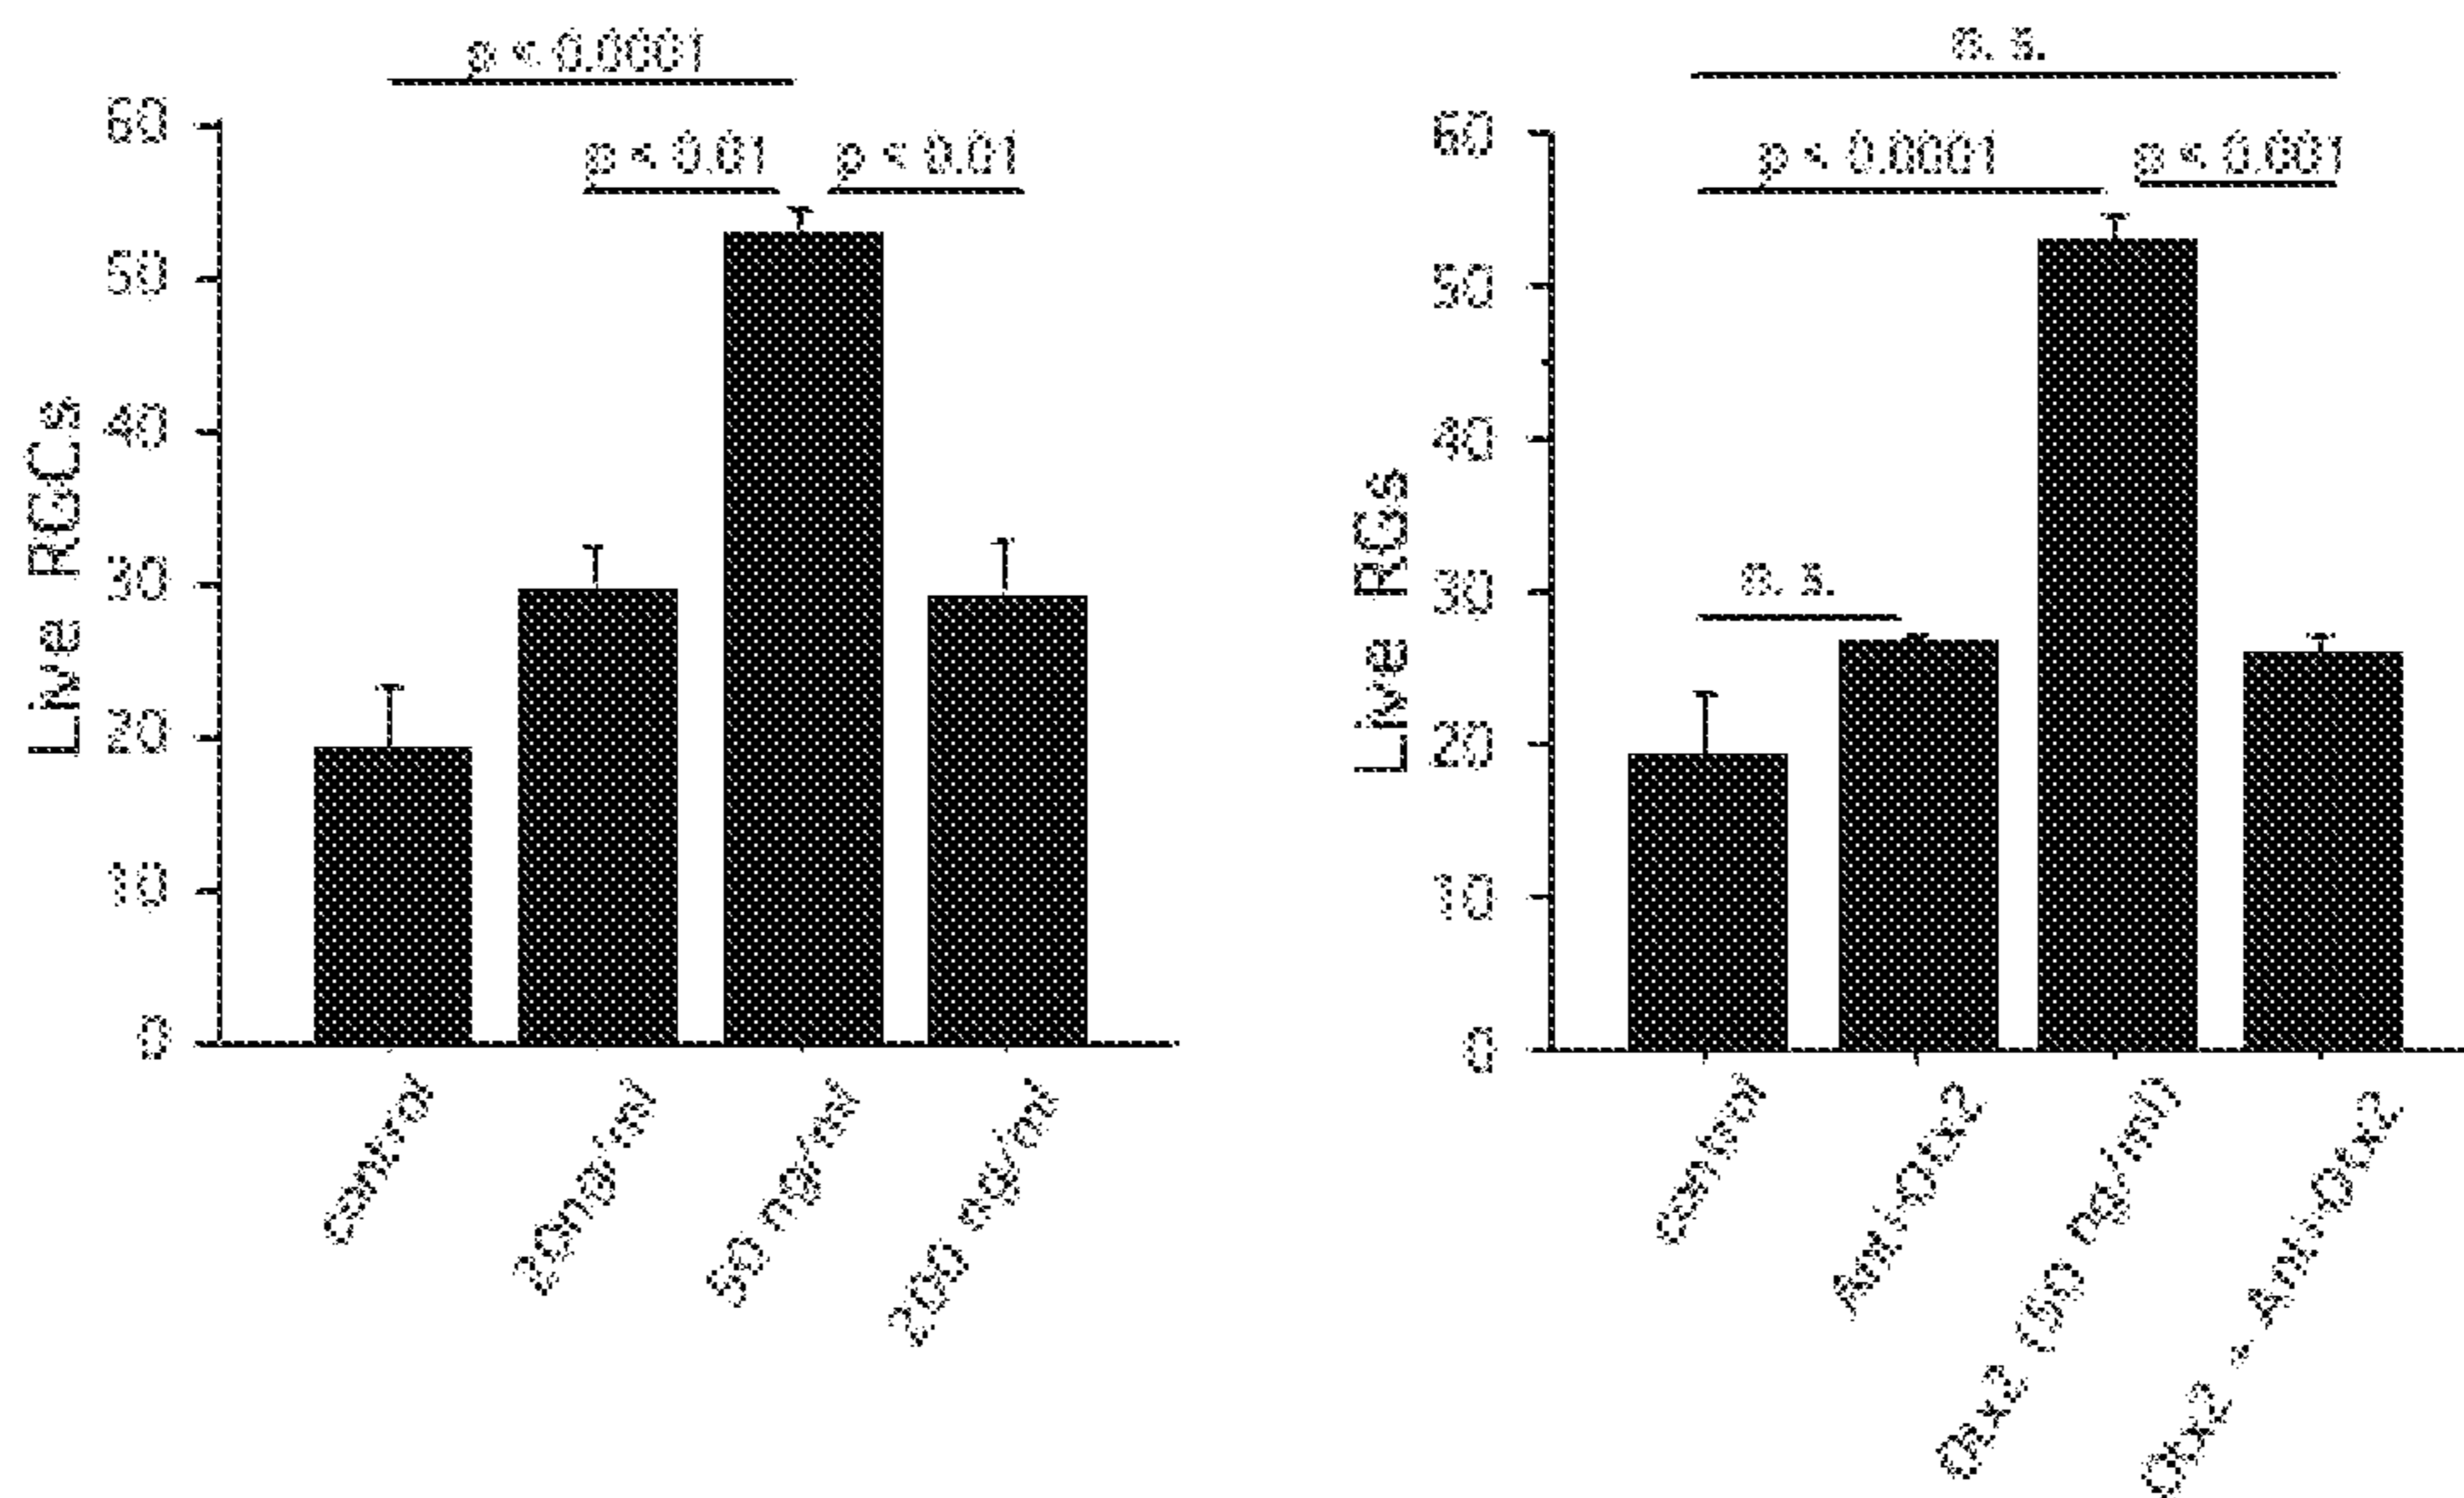 p < 0.0001
p < 0.01
p < 0.01
60
50
40
30
20
10
0
Live RGCs
control
20ng/ml
50 ng/ml
200 ng/ml
n. s.
p < 0.0001
p < 0.001
n. s.
60
50
40
30
20
10
0
Live RGs
control
Anti-Otx2
Otx2 (50 ng/ml)
Otx2 + Anti-Otx2